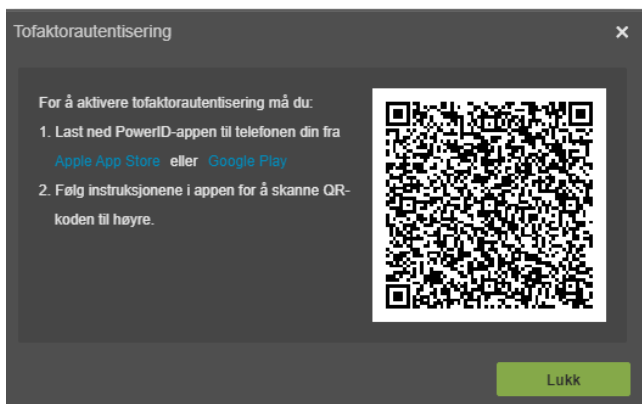 Tofaktorautentisering
For å aktivere tofaktorautentisering må du:
1. Last ned PowerID-appen til telefonen din fra
Apple App Store eller Google Play
2. Følg instruksjonene i appen for å skanne QR-
koden til høyre.
Lukk